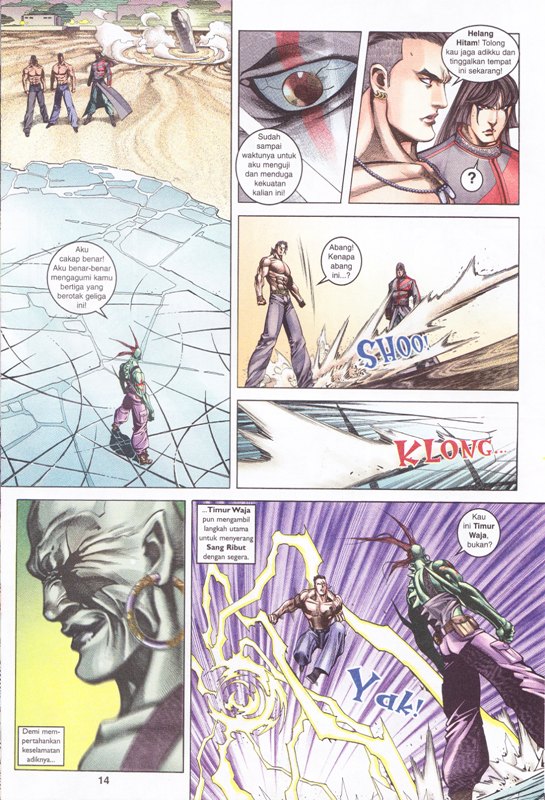 Aku
cakap benar!
Aku benar-benar
mengagumi kamu
bertiga yang
berotak geliga
ini!
Sudah
sampai
waktunya untuk
aku menguji
dan menduga
kekuatan
kalian ini!
Helang
Hitam! Tolong
kau jaga adikku dan
tinggalkan tempat
ini sekarang!
?
Abang!
Kenapa
abang
ini...?
SHOO!
KLONG...
Demi mem-
pertahankan
keselamatan
adiknya...
...Timur Waja
pun mengambil
langkah utama
untuk menyerang
Sang Ribut
dengan segera.
Kau
ini Timur
Waja,
bukan?
Yak!
14